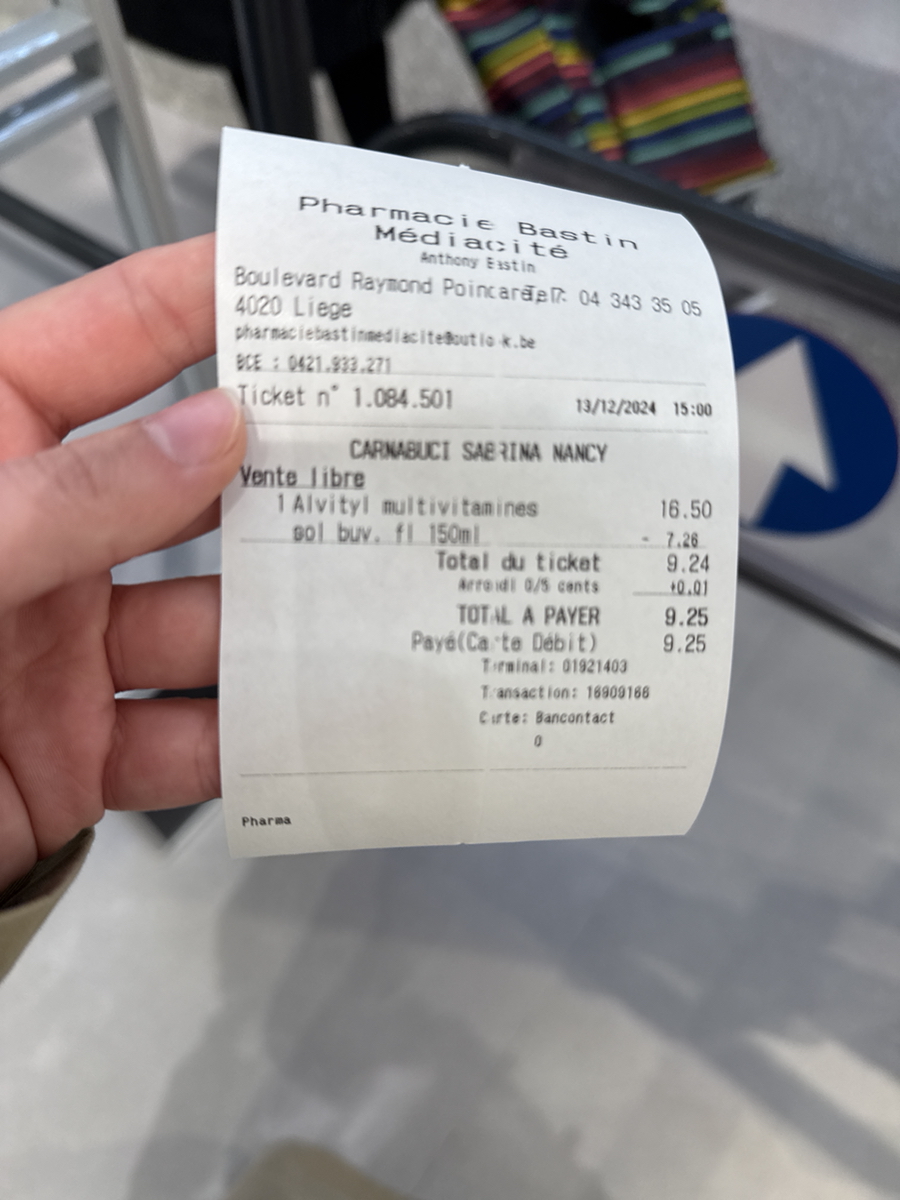 Pharmacie Bastin
Médiacité
Anthony Bastin
Boulevard Raymond Poincaré, 7 Tel: 04 343 35 05
4020 Liege
pharmaciebastinmediacite@outlook.be
BCE : 0421.933.271
Ticket n° 1.084.501 13/12/2024 15:00
CARNABUCI SABRINA NANCY
Vente libre
1 Alvityl multivitamines 16.50
sol buv. fl 150ml - 7.26
Total du ticket 9.24
Arrondi 0/5 cents +0.01
TOTAL A PAYER 9.25
Payé(Carte Débit) 9.25
Terminal: 01921403
Transaction: 16909166
Carte: Bancontact
0
Pharma